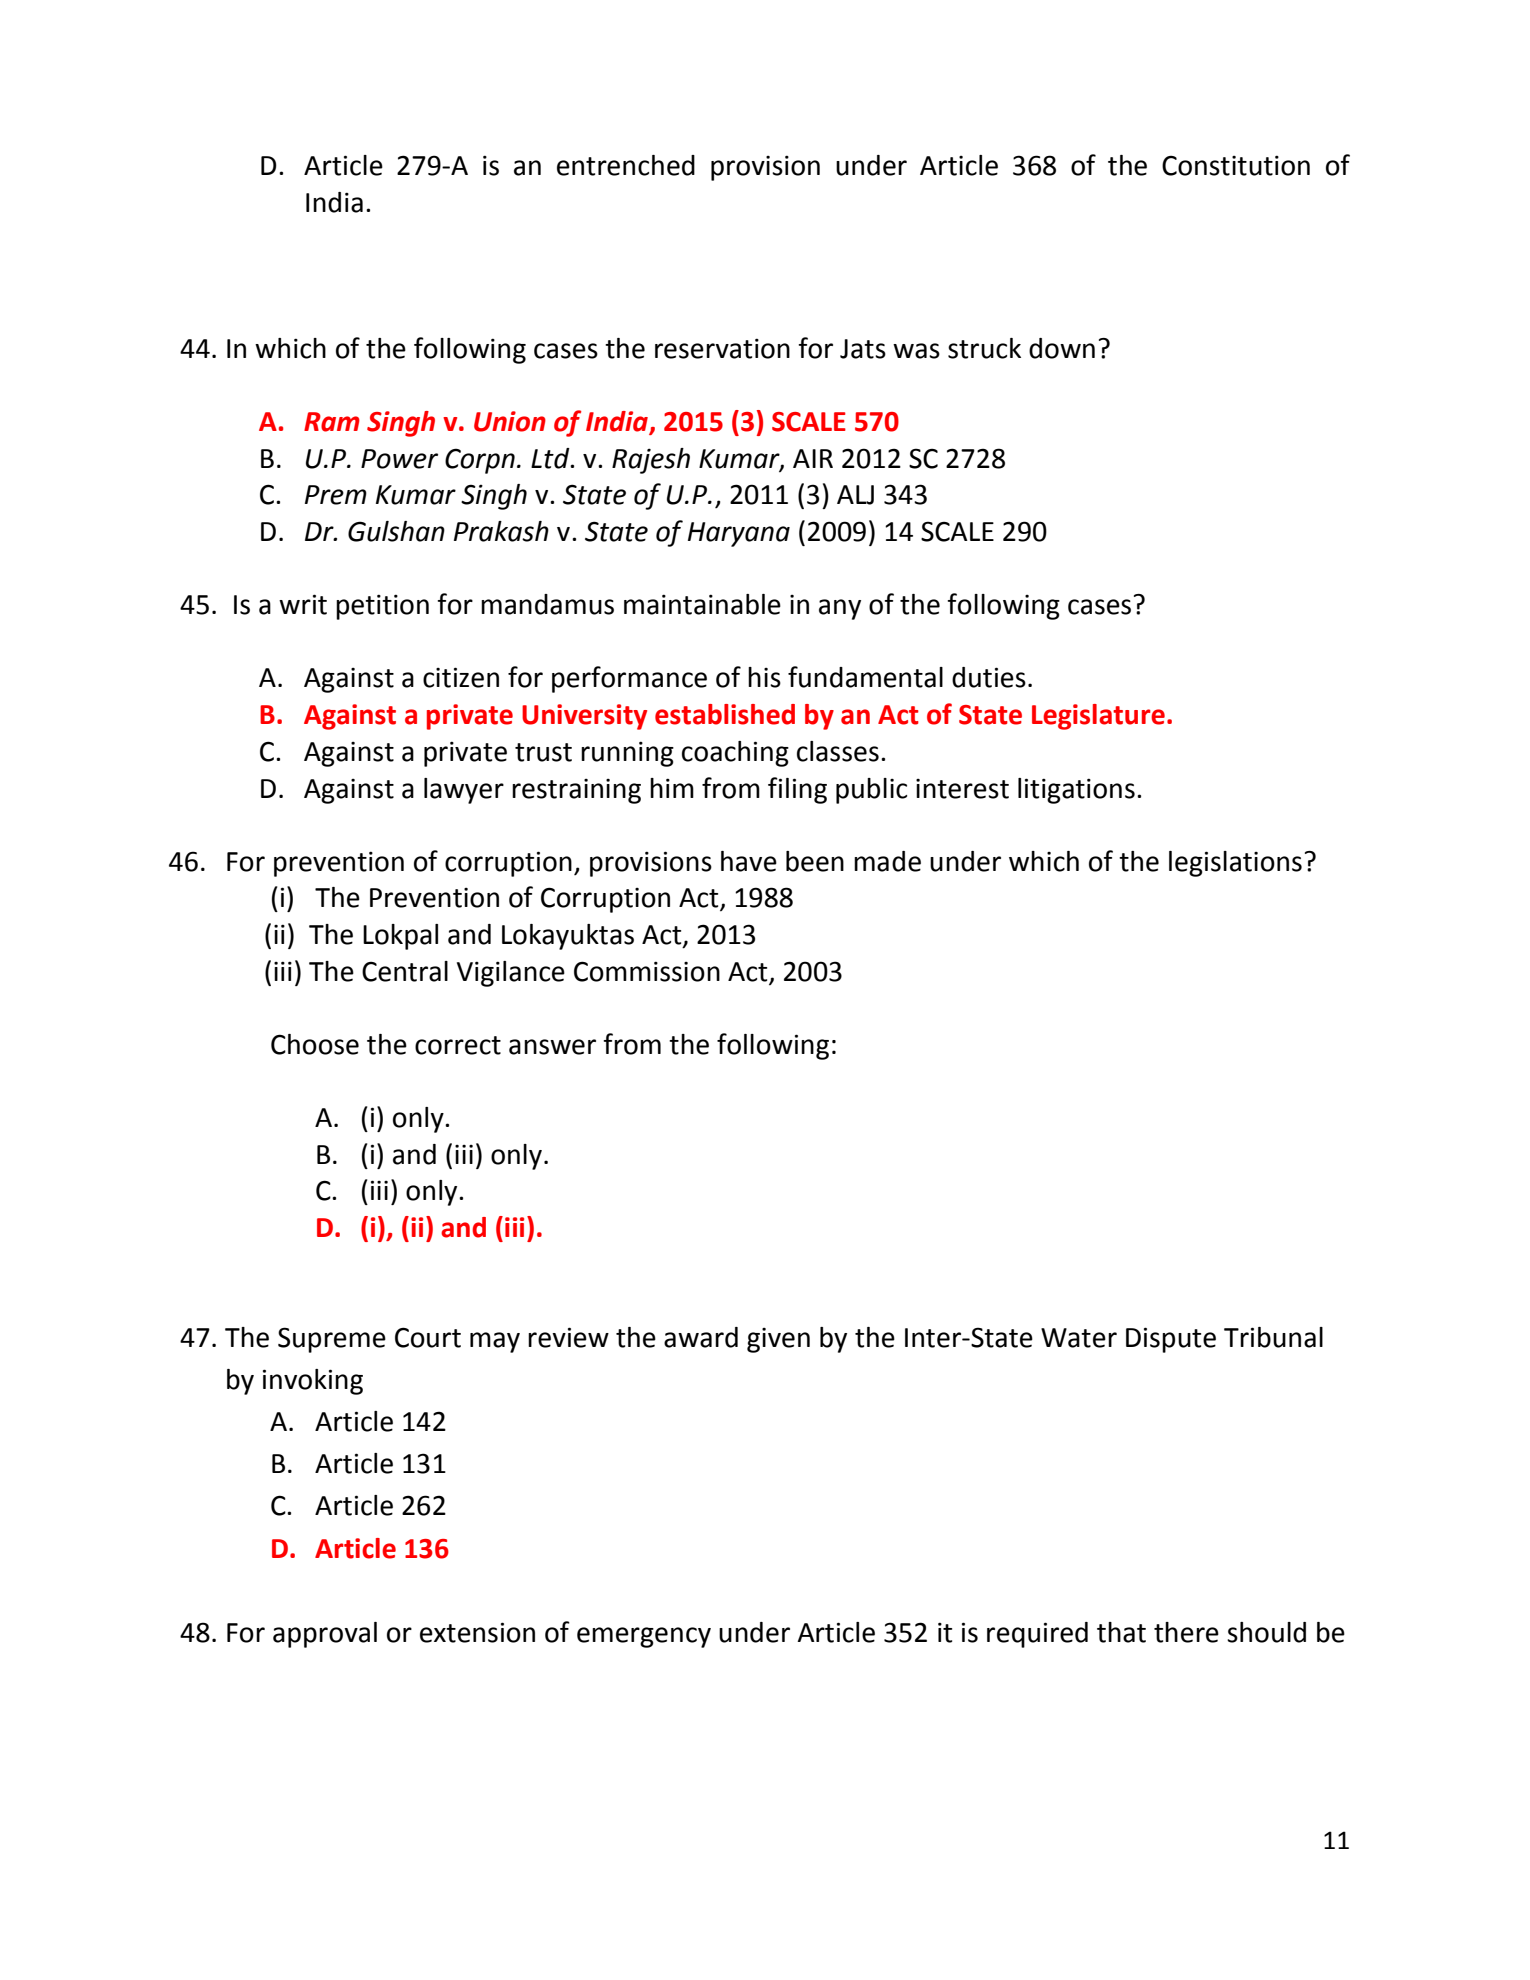 D. Article 279-A is an entrenched provision under Article 368 of the Constitution of
India.
44. In which of the following cases the reservation for Jats was struck down?
A. Ram Singh v. Union of India, 2015 (3) SCALE 570
B. U.P. Power Corpn. Ltd. v. Rajesh Kumar, AIR 2012 SC 2728
C. Prem Kumar Singh v. State of U.P., 2011 (3) ALJ 343
D. Dr. Gulshan Prakash v. State of Haryana (2009) 14 SCALE 290
45. Is a writ petition for mandamus maintainable in any of the following cases?
A. Against a citizen for performance of his fundamental duties.
B. Against a private University established by an Act of State Legislature.
C. Against a private trust running coaching classes.
D. Against a lawyer restraining him from filing public interest litigations.
46. For prevention of corruption, provisions have been made under which of the legislations?
(i) The Prevention of Corruption Act, 1988
(ii) The Lokpal and Lokayuktas Act, 2013
(iii) The Central Vigilance Commission Act, 2003
Choose the correct answer from the following:
A. (i) only.
B. (i) and (iii) only.
C. (iii) only.
D. (i), (ii) and (iii).
47. The Supreme Court may review the award given by the Inter-State Water Dispute Tribunal
by invoking
A. Article 142
B. Article 131
C. Article 262
D. Article 136
48. For approval or extension of emergency under Article 352 it is required that there should be
11